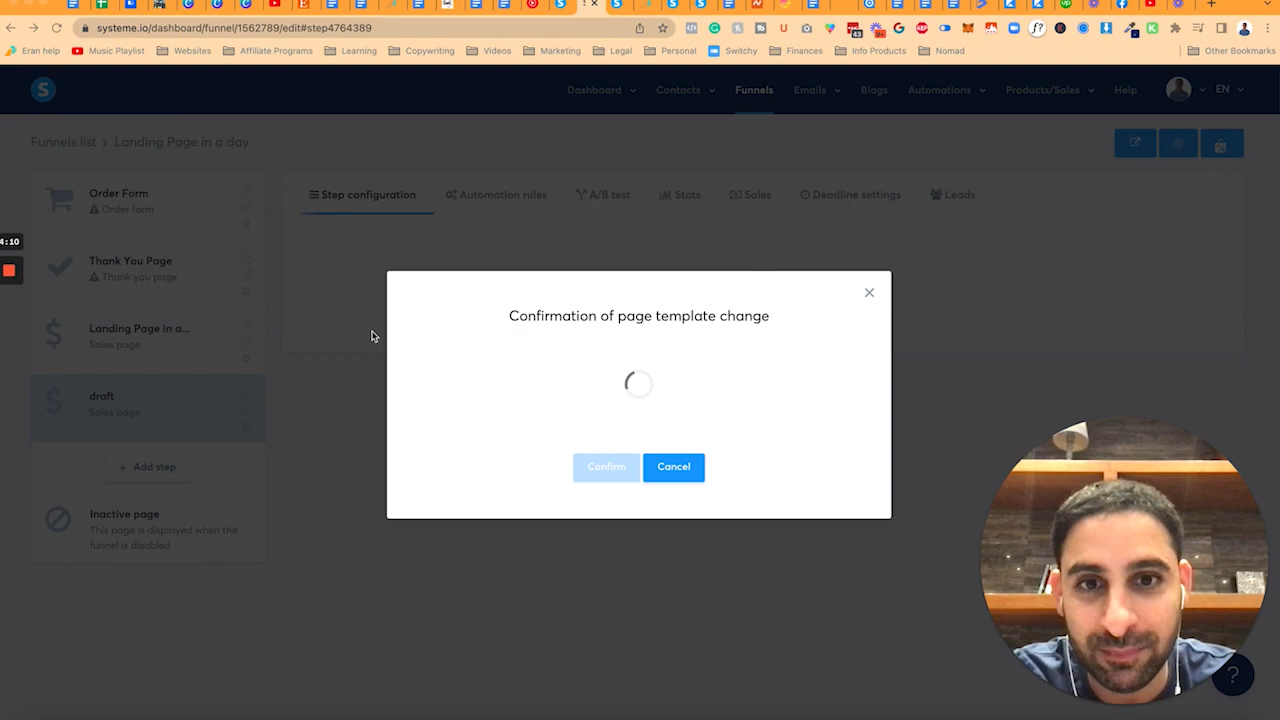 systeme.io/dashboard/funnel/1562789/edit#step4764389
Eran help Music Playlist Websites Affiliate Programs Learning Copywriting Videos Marketing Legal Personal Switchy Finances Info Products Nomad Other Bookmarks
S Dashboard Contacts Funnels Emails Blogs Automations Products/Sales Help EN
Funnels list > Landing Page in a day
Order Form
Order form
Step configuration Automation rules A/B test Stats Sales Deadline settings Leads
4:10
Thank You Page
Thank you page
Confirmation of page template change
Landing Page in a...
Sales page
draft
Sales page
+ Add step
Confirm Cancel
Inactive page
This page is displayed when the
funnel is disabled
?